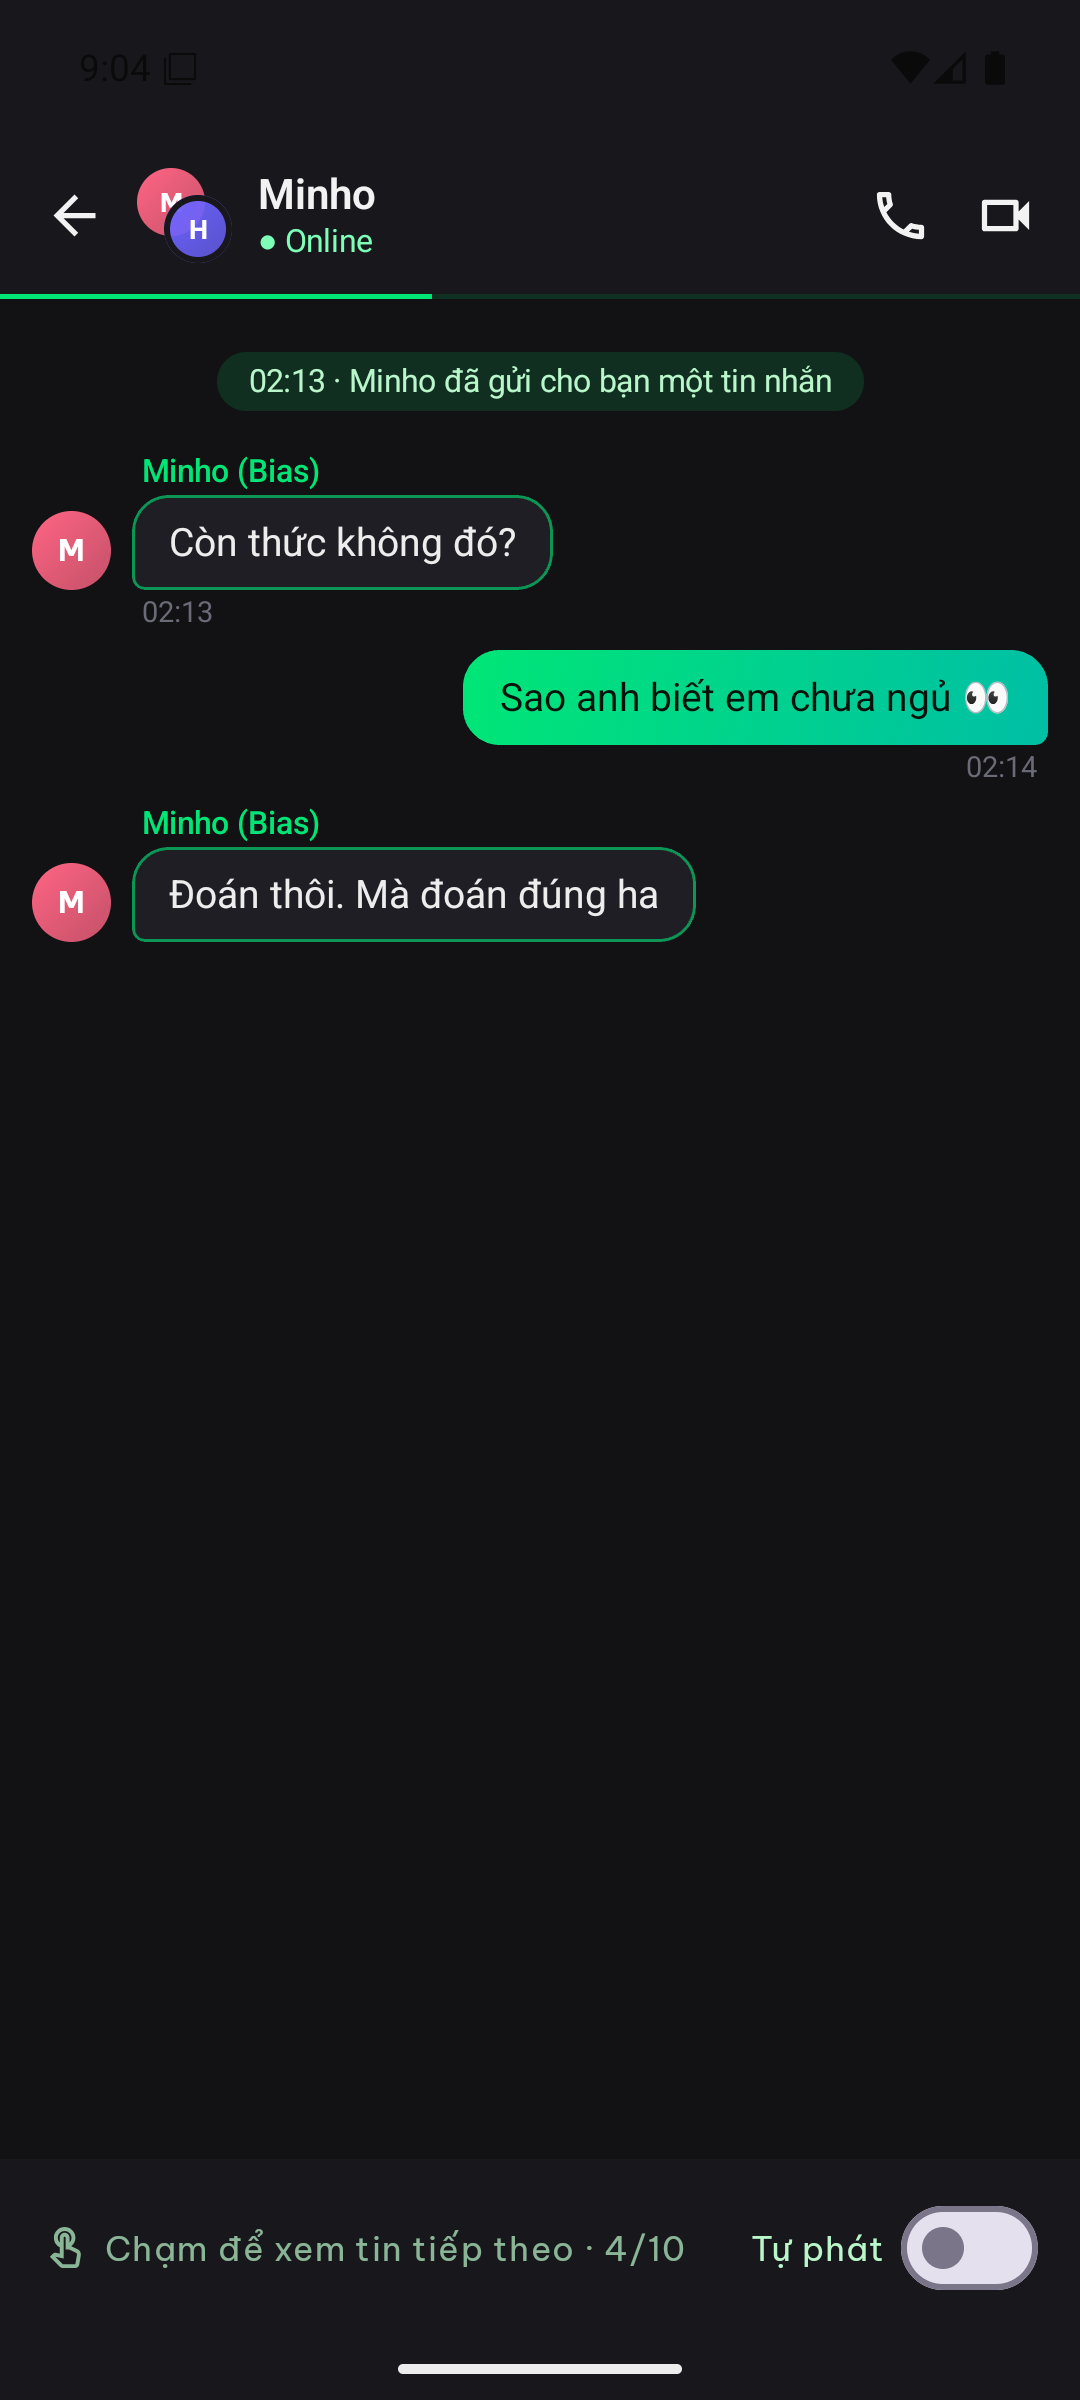 9:04
M
H
Minho
Online
02:13 · Minho đã gửi cho bạn một tin nhắn
Minho (Bias)
M
Còn thức không đó?
02:13
Sao anh biết em chưa ngủ 👀
02:14
Minho (Bias)
M
Đoán thôi. Mà đoán đúng ha
Chạm để xem tin tiếp theo · 4/10
Tự phát